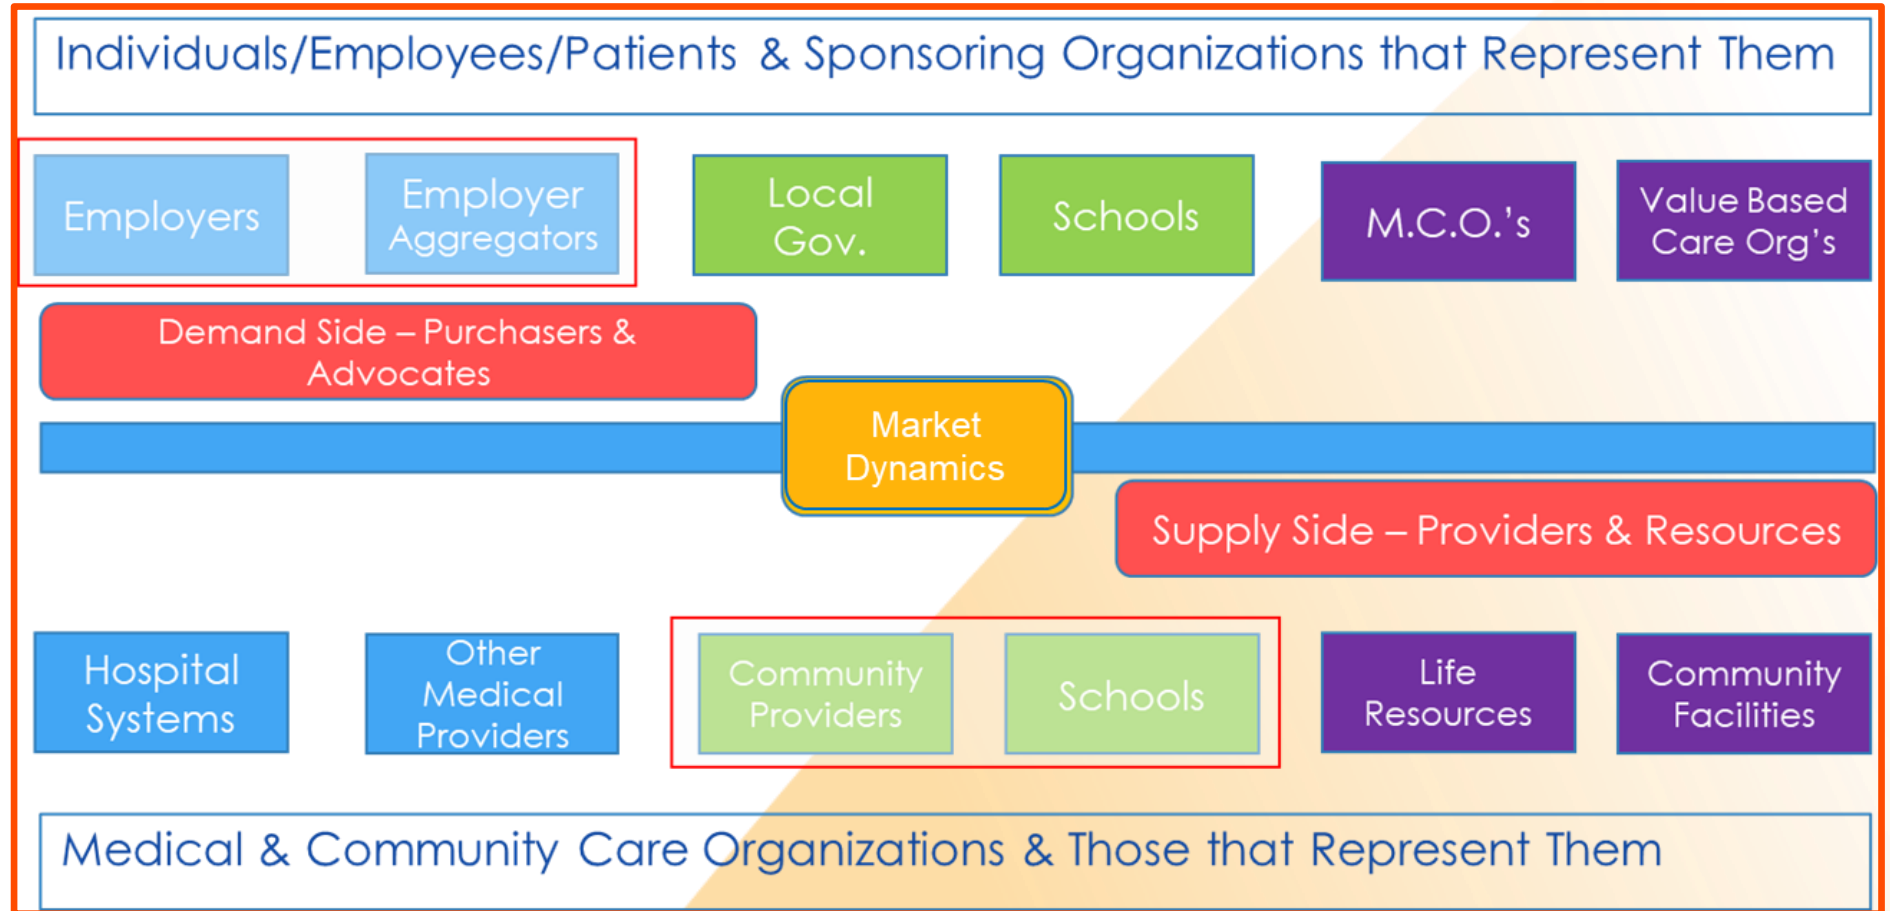 Individuals/Employees/Patients & Sponsoring Organizations that Represent Them
Employers
Employer
Aggregators
Local
Gov.
Schools
M.C.O.’s
Value Based
Care Org’s
Demand Side – Purchasers &
Advocates
Market
Dynamics
Supply Side – Providers & Resources
Hospital
Systems
Other
Medical
Providers
Community
Providers
Schools
Life
Resources
Community
Facilities
Medical & Community Care Organizations & Those that Represent Them